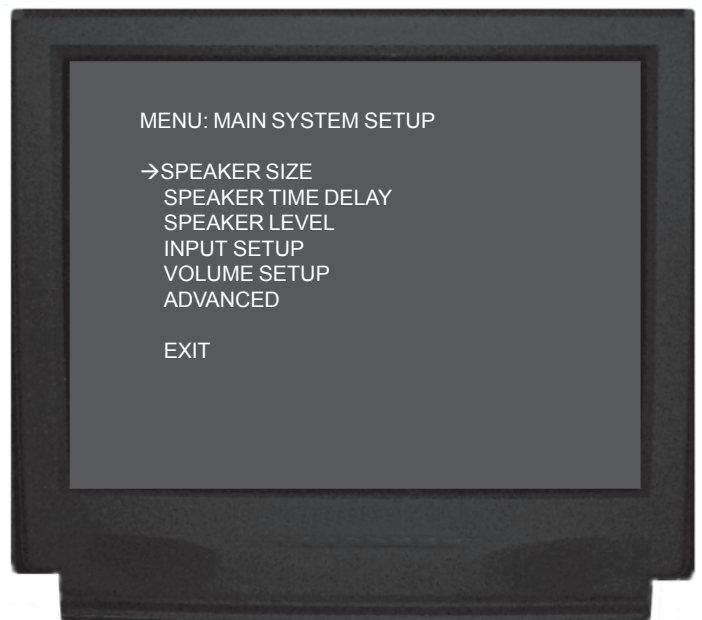 MENU: MAIN SYSTEM SETUP
→SPEAKER SIZE
SPEAKER TIME DELAY
SPEAKER LEVEL
INPUT SETUP
VOLUME SETUP
ADVANCED
EXIT